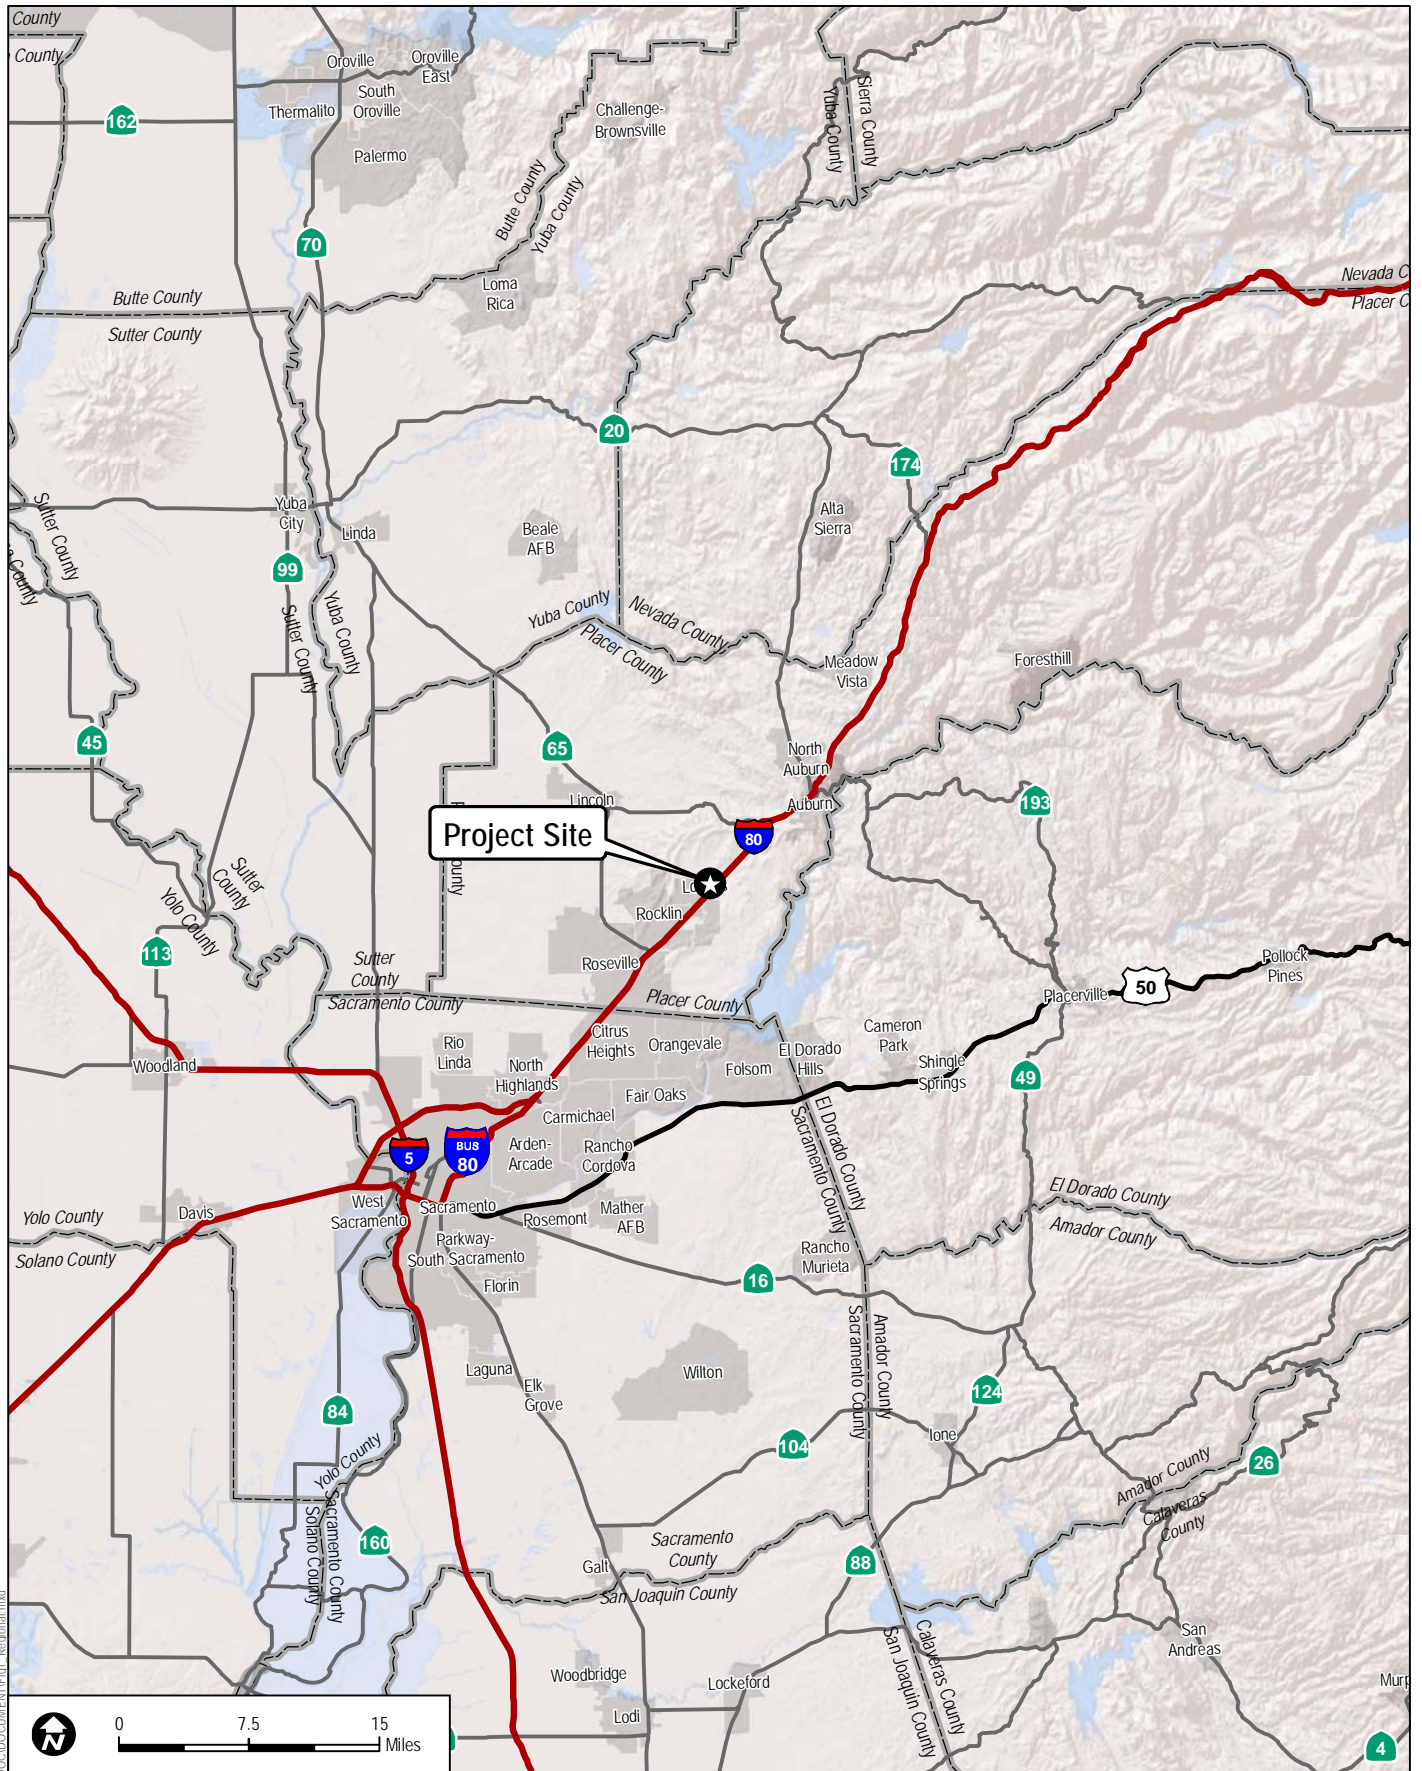 County
County
Oroville
Oroville
East
South
Oroville
Thermalito
162
Challenge-
Brownsville
Yuba County
Sierra County
Palermo
Butte County
Yuba County
70
Loma
Rica
Nevada C
Placer C
Butte County
Sutter County
20
174
Yuba
City
Linda
Beale
AFB
Alta
Sierra
Sutter County
County
99
Sutter County
Yuba County
Yuba County
Placer County
Nevada County
Meadow
Vista
Foresthill
45
65
North
Auburn
Auburn
Lincoln
193
Project Site
80
ounty
Lo
Rocklin
Sutter
County
Yolo County
113
Roseville
Sutter
County
Sacramento County
Placer County
Pollock
Pines
50
Placerville
Citrus
Heights
Orangevale
Cameron
Park
Rio
Linda
North
Highlands
Folsom
El Dorado
Hills
Shingle
Springs
Woodland
Fair Oaks
49
Carmichael
El Dorado County
Sacramento County
5
BUS
80
Arden-
Arcade
Rancho
Cordova
West
Sacramento
Sacramento
Rosemont
Mather
AFB
Davis
Yolo County
Solano County
El Dorado County
Amador County
Parkway-
South Sacramento
Florin
Rancho
Murieta
16
Sacramento County
Amador County
Laguna
Elk
Grove
Wilton
84
124
104
Ione
26
Yolo County
Solano County
Sacramento County
Amador County
Calaveras
County
160
Sacramento
County
San Joaquin County
Galt
88
San Joaquin County
Calaveras County
San
Andreas
Woodbridge
Lockeford
Lodi
Murp
4
N
0 7.5 15
Miles